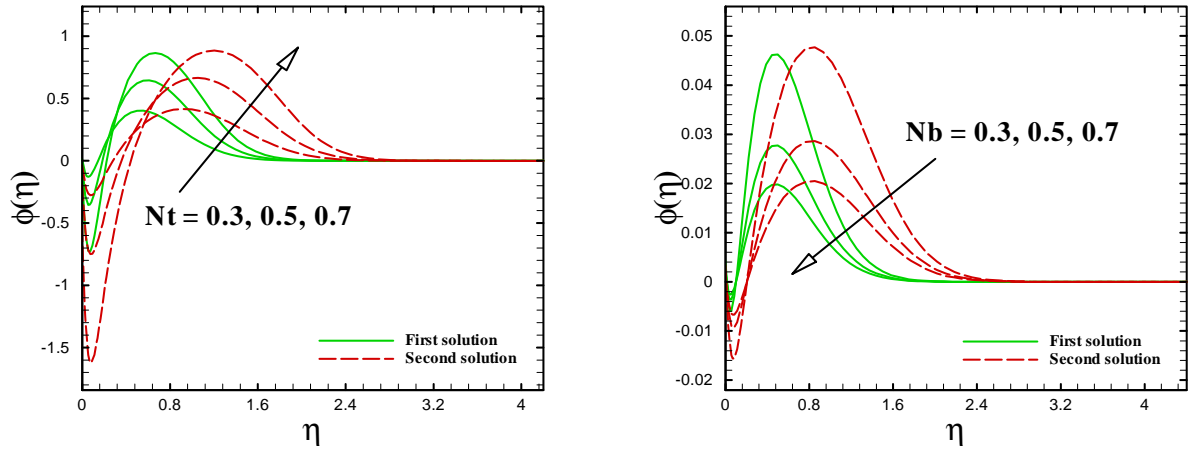 1
0.5
0
-0.5
-1
-1.5
ϕ(η)
Nt = 0.3, 0.5, 0.7
First solution
Second solution
0 0.8 1.6 2.4 3.2 4
η
0.05
0.04
0.03
0.02
0.01
0
-0.01
-0.02
ϕ(η)
Nb = 0.3, 0.5, 0.7
First solution
Second solution
0 0.8 1.6 2.4 3.2 4
η